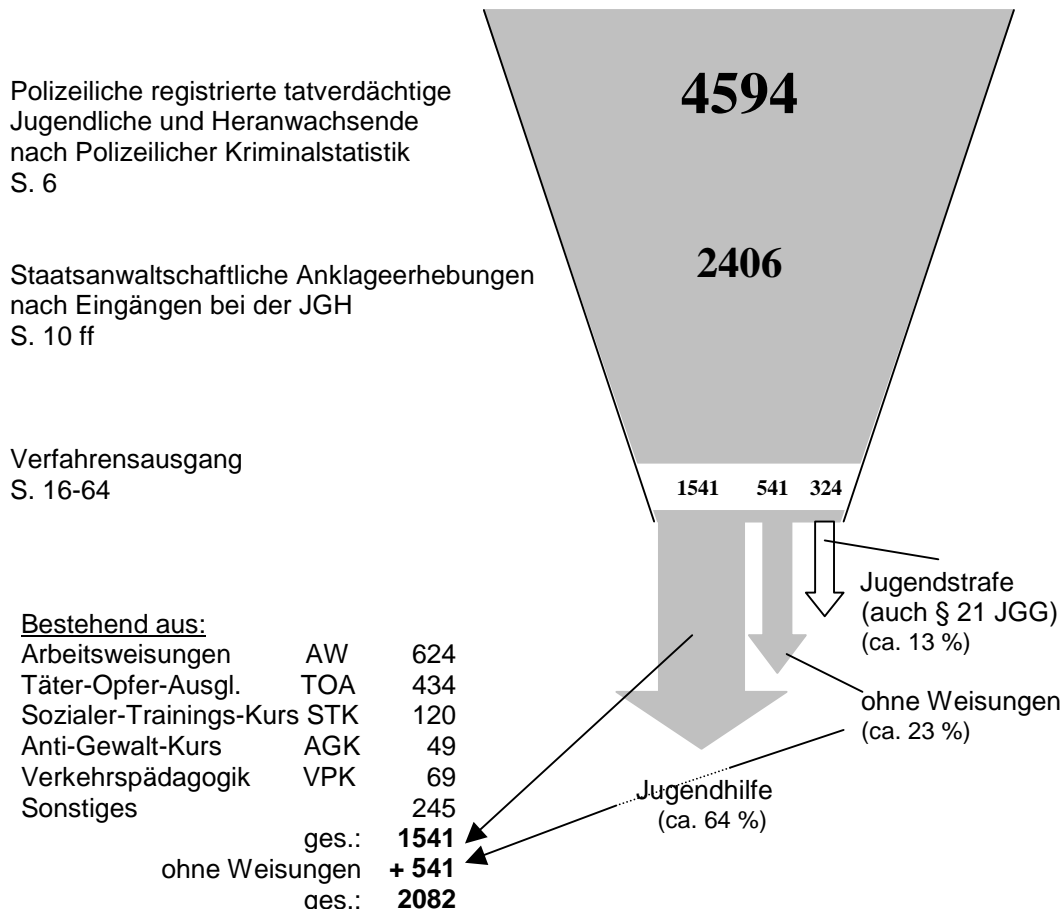 4594
Polizeiliche registrierte tatverdächtige
Jugendliche und Heranwachsende
nach Polizeilicher Kriminalstatistik
S. 6
2406
Staatsanwaltschaftliche Anklageerhebungen
nach Eingängen bei der JGH
S. 10 ff
Verfahrensausgang
S. 16-64
1541 541 324
Jugendstrafe
(auch § 21 JGG)
(ca. 13 %)
ohne Weisungen
(ca. 23 %)
Jugendhilfe
(ca. 64 %)
Bestehend aus:
Arbeitsweisungen AW 624
Täter-Opfer-Ausgl. TOA 434
Sozialer-Trainings-Kurs STK 120
Anti-Gewalt-Kurs AGK 49
Verkehrspädagogik VPK 69
Sonstiges 245
ges.: 1541
ohne Weisungen + 541
ges.: 2082